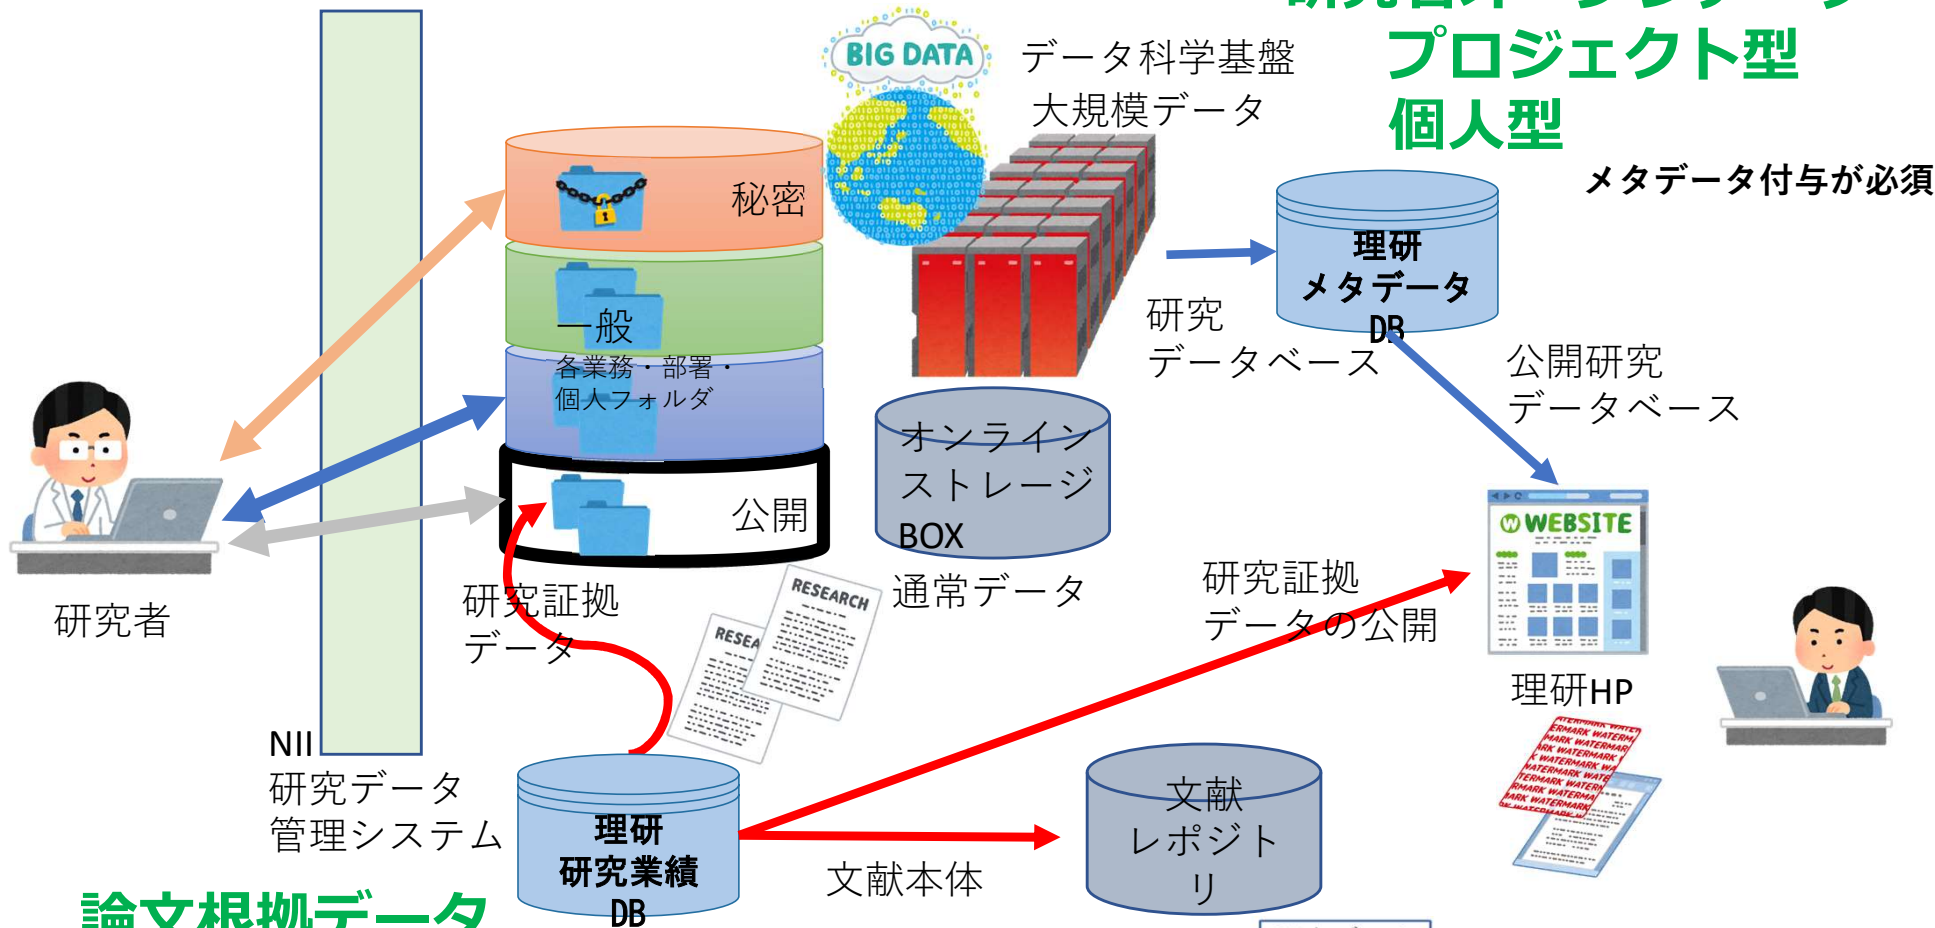 プロジェクト型
個人型
メタデータ付与が必須
BIG DATA
データ科学基盤
大規模データ
秘密
一般
各業務・部署・
個人フォルダ
公開
理研
メタデータ
DB
研究
データベース
公開研究
データベース
オンライン
ストレージ
BOX
通常データ
WEBSITE
研究者
研究証拠
データ
RESEARCH
研究証拠
データの公開
理研HP
NII
研究データ
管理システム
理研
研究業績
DB
文献本体
文献
レポジト
リ
論文根拠データ